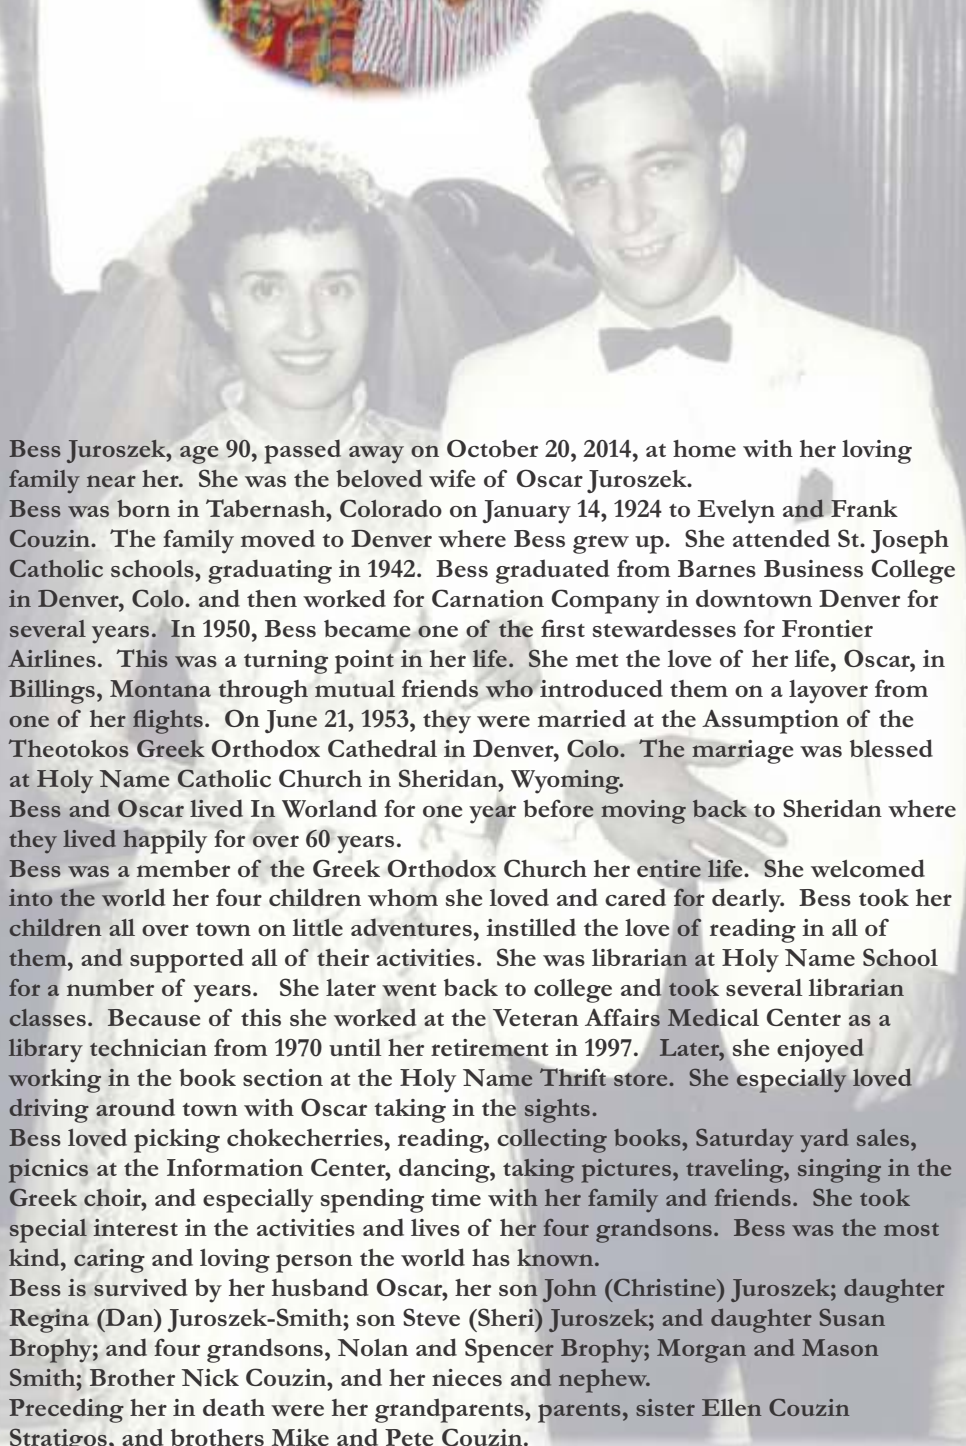 Bess Juroszek, age 90, passed away on October 20, 2014, at home with her loving
family near her. She was the beloved wife of Oscar Juroszek.
Bess was born in Tabernash, Colorado on January 14, 1924 to Evelyn and Frank
Couzin. The family moved to Denver where Bess grew up. She attended St. Joseph
Catholic schools, graduating in 1942. Bess graduated from Barnes Business College
in Denver, Colo. and then worked for Carnation Company in downtown Denver for
several years. In 1950, Bess became one of the first stewardesses for Frontier
Airlines. This was a turning point in her life. She met the love of her life, Oscar, in
Billings, Montana through mutual friends who introduced them on a layover from
one of her flights. On June 21, 1953, they were married at the Assumption of the
Theotokos Greek Orthodox Cathedral in Denver, Colo. The marriage was blessed
at Holy Name Catholic Church in Sheridan, Wyoming.
Bess and Oscar lived In Worland for one year before moving back to Sheridan where
they lived happily for over 60 years.
Bess was a member of the Greek Orthodox Church her entire life. She welcomed
into the world her four children whom she loved and cared for dearly. Bess took her
children all over town on little adventures, instilled the love of reading in all of
them, and supported all of their activities. She was librarian at Holy Name School
for a number of years. She later went back to college and took several librarian
classes. Because of this she worked at the Veteran Affairs Medical Center as a
library technician from 1970 until her retirement in 1997. Later, she enjoyed
working in the book section at the Holy Name Thrift store. She especially loved
driving around town with Oscar taking in the sights.
Bess loved picking chokecherries, reading, collecting books, Saturday yard sales,
picnics at the Information Center, dancing, taking pictures, traveling, singing in the
Greek choir, and especially spending time with her family and friends. She took
special interest in the activities and lives of her four grandsons. Bess was the most
kind, caring and loving person the world has known.
Bess is survived by her husband Oscar, her son John (Christine) Juroszek; daughter
Regina (Dan) Juroszek-Smith; son Steve (Sheri) Juroszek; and daughter Susan
Brophy; and four grandsons, Nolan and Spencer Brophy; Morgan and Mason
Smith; Brother Nick Couzin, and her nieces and nephew.
Preceding her in death were her grandparents, parents, sister Ellen Couzin
Stratigos, and brothers Mike and Pete Couzin.